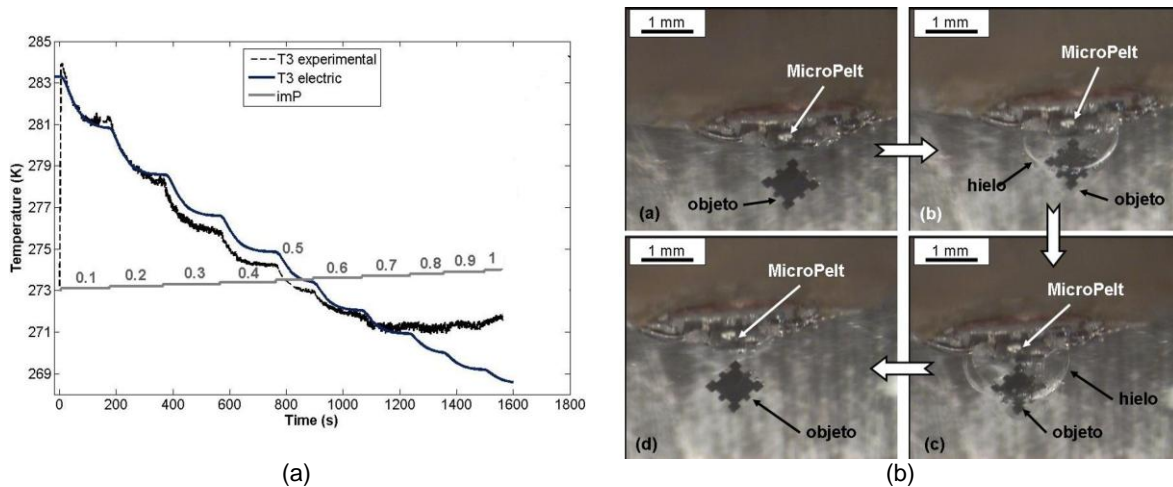 285
283
281
279
277
275
273
271
269
Temperature (K)
T3 experimental
T3 electric
imP
0.1
0.2
0.3
0.4
0.5
0.6
0.7
0.8
0.9
1
0
200
400
600
800
1000
1200
1400
1600
1800
Time (s)
(a)
1 mm
MicroPelt
objeto
(a)
1 mm
MicroPelt
hielo
objeto
(b)
1 mm
MicroPelt
hielo
objeto
(c)
1 mm
MicroPelt
objeto
(d)
(b)